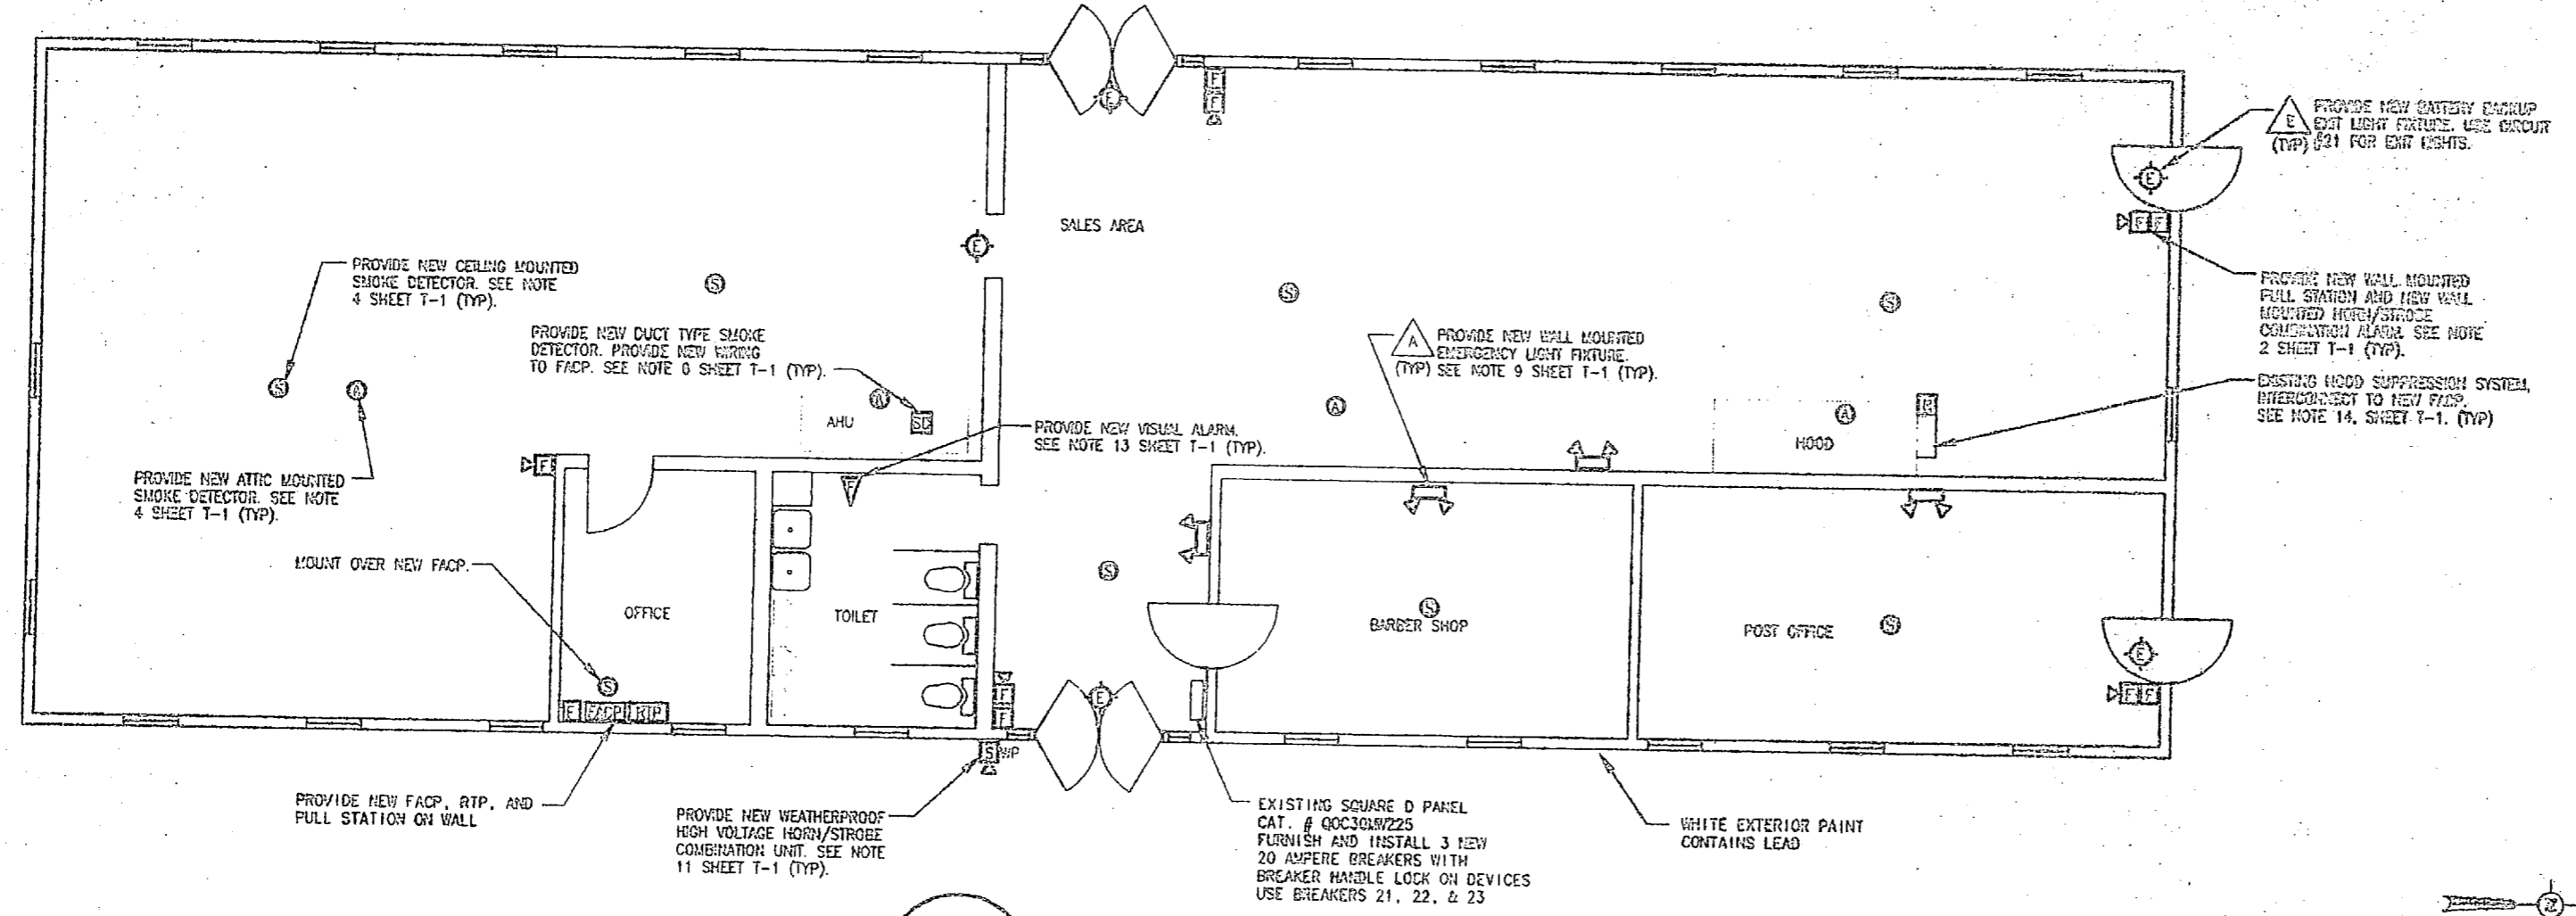 E
PROVIDE NEW BATTERY BACKUP
EXIT LIGHT FIXTURE. USE CIRCUIT
(TYP) #21 FOR EXIT LIGHTS.
E
F
F
E
F F
SALES AREA
E
PROVIDE NEW CEILING MOUNTED
SMOKE DETECTOR. SEE NOTE
4 SHEET T-1 (TYP).
S
S
S
PROVIDE NEW WALL MOUNTED
PULL STATION AND NEW WALL
MOUNTED HORN/STROBE
COMBINATION ALARM. SEE NOTE
2 SHEET T-1 (TYP).
PROVIDE NEW DUCT TYPE SMOKE
DETECTOR. PROVIDE NEW WIRING
TO FACP. SEE NOTE SHEET T-1 (TYP).
A
PROVIDE NEW WALL MOUNTED
EMERGENCY LIGHT FIXTURE.
(TYP) SEE NOTE 9 SHEET T-1 (TYP).
EXISTING HOOD SUPPRESSION SYSTEM,
INTERCONNECT TO NEW FACP.
SEE NOTE 14, SHEET T-1. (TYP)
S
A
A
AHU
SD
A
A
HOOD
PROVIDE NEW VISUAL ALARM.
SEE NOTE 13 SHEET T-1 (TYP).
F
F
PROVIDE NEW ATTIC MOUNTED
SMOKE DETECTOR. SEE NOTE
4 SHEET T-1 (TYP).
MOUNT OVER NEW FACP.
S
OFFICE
TOILET
S
BARBER SHOP
POST OFFICE
S
E
S
F FACP RTP
F
F
E
F F
S WP
PROVIDE NEW FACP, RTP, AND
PULL STATION ON WALL
PROVIDE NEW WEATHERPROOF
HIGH VOLTAGE HORN/STROBE
COMBINATION UNIT. SEE NOTE
11 SHEET T-1 (TYP).
EXISTING SQUARE D PANEL
CAT. #
FURNISH AND INSTALL 3 NEW
20 AMPERE BREAKERS WITH
BREAKER HANDLE LOCK ON DEVICES
USE BREAKERS 21, 22, & 23
WHITE EXTERIOR PAINT
CONTAINS LEAD